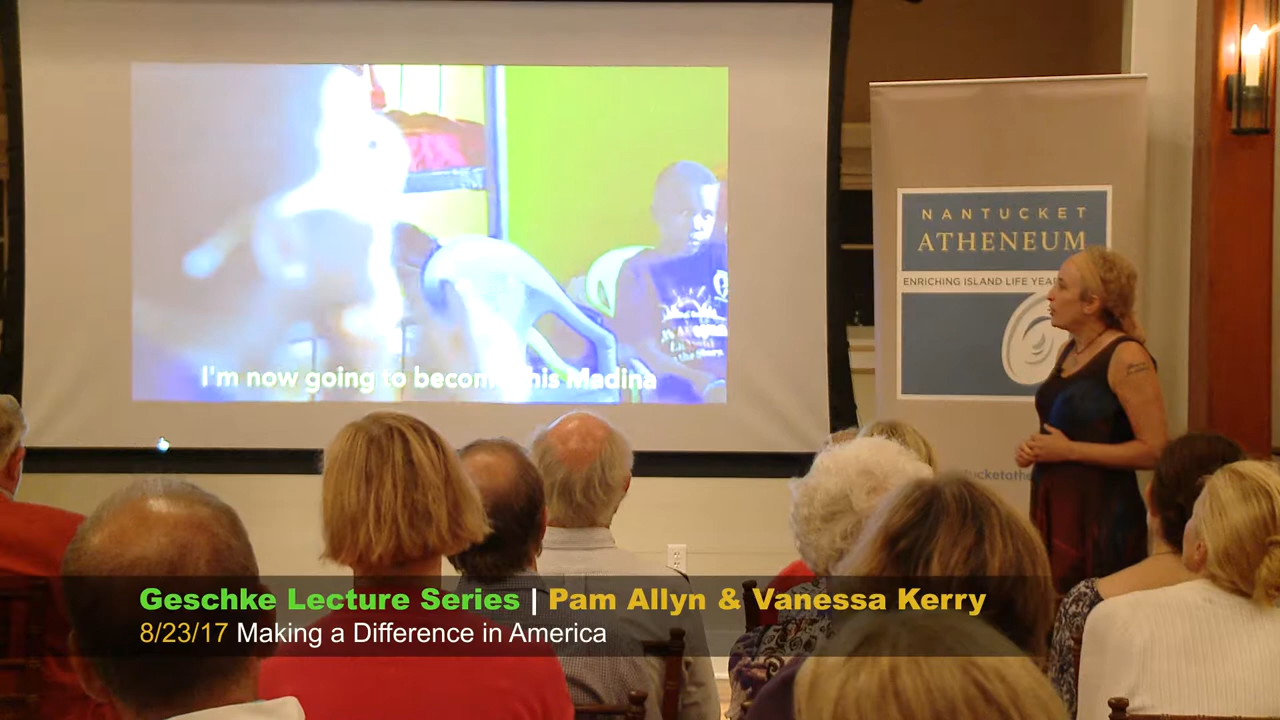 I'm now going to become this Madina
NANTUCKET
ATHENEUM
ENRICHING ISLAND LIFE YEA
Geschke Lecture Series | Pam Allyn & Vanessa Kerry
8/23/17 Making a Difference in America